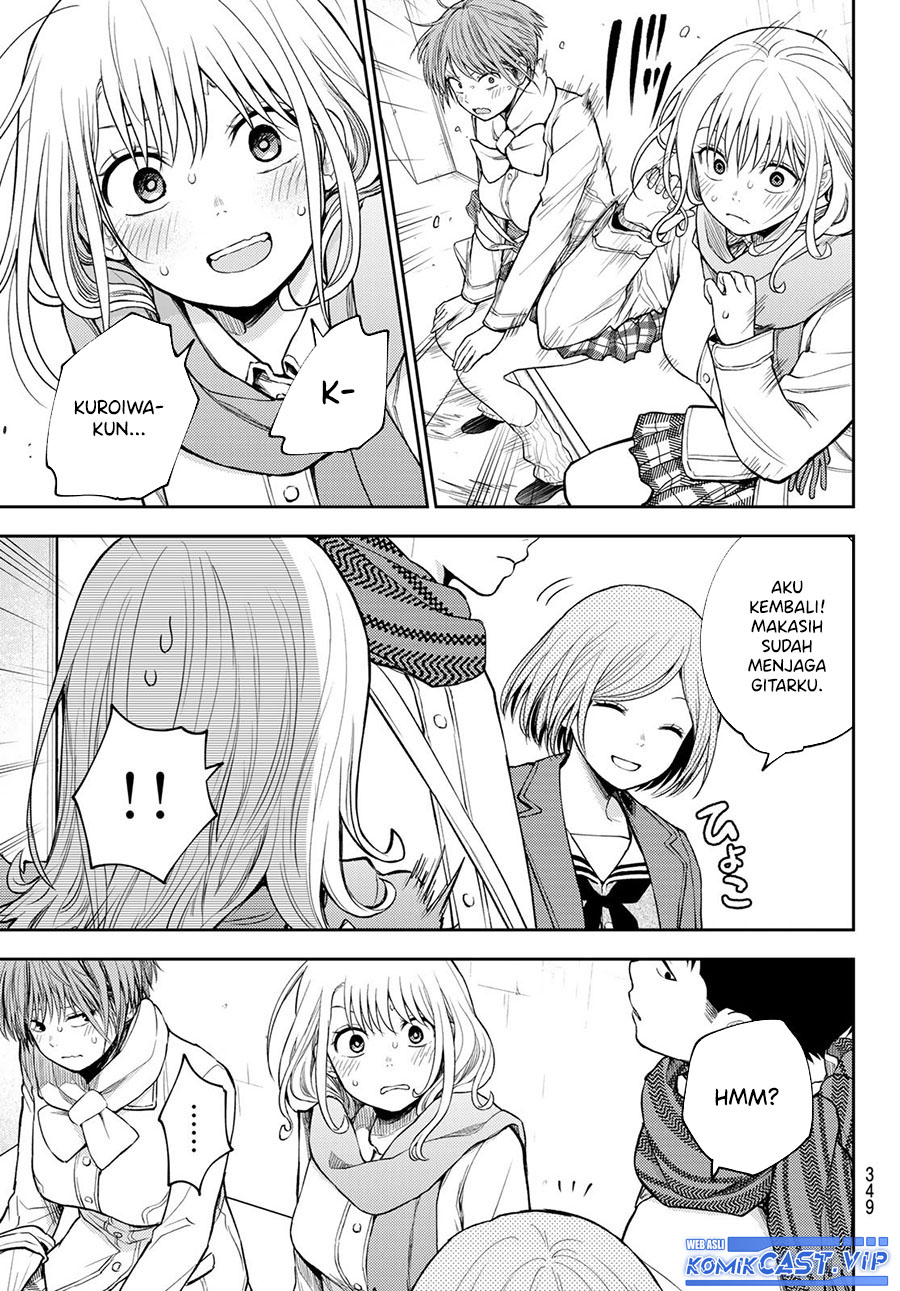 K-
KUROIWA-
KUN...
AKU
KEMBALI!
MAKASIH
SUDAH
MENJAGA
GITARKU.
ひょこ
!!
HMM?
......
349
WEB ASLI
KOMIKCAST.VIP